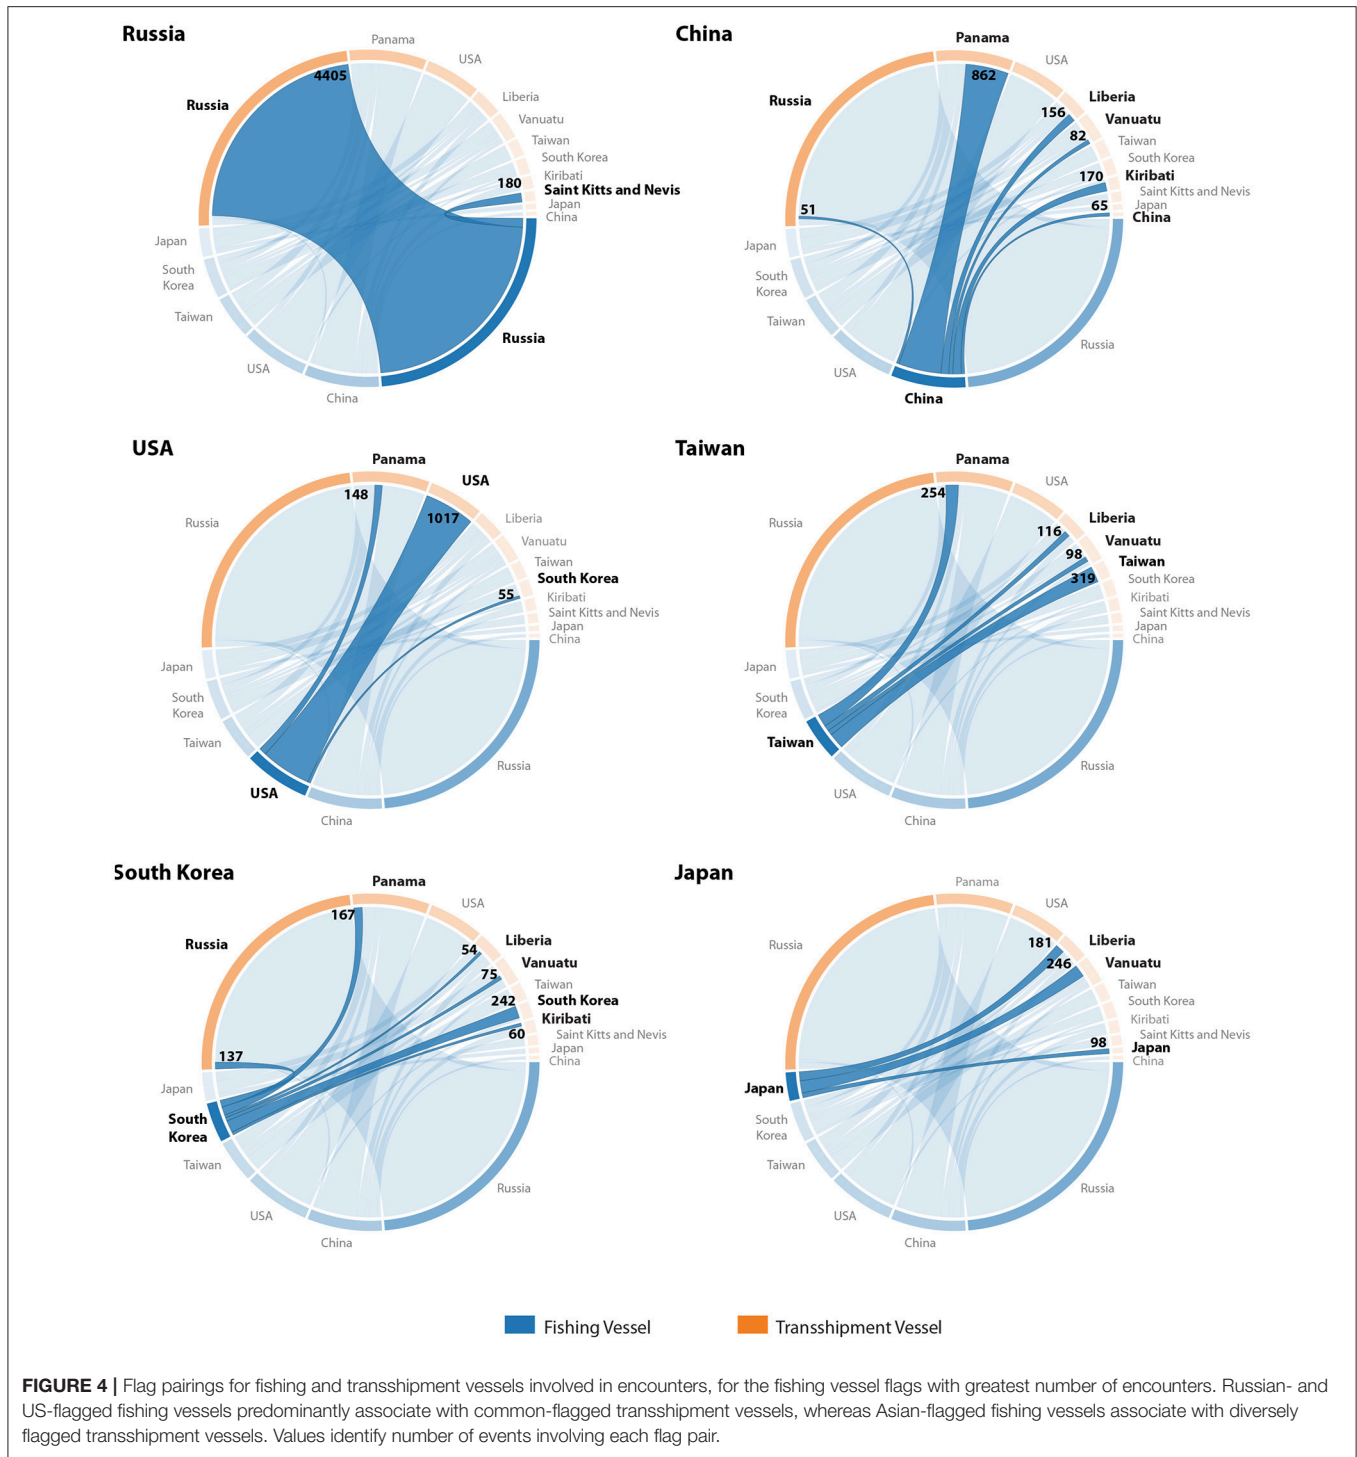 Russia
Panama
USA
4405
Liberia
Russia
Vanuatu
Taiwan
South Korea
Kiribati
180
Saint Kitts and Nevis
Japan
China
Japan
South
Korea
Taiwan
Russia
USA
China
China
Panama
USA
862
Russia
Liberia
156
Vanuatu
82
Taiwan
South Korea
170
Kiribati
Saint Kitts and Nevis
65
Japan
51
China
Japan
South
Korea
Taiwan
Russia
USA
China
USA
Panama
USA
148
1017
Russia
Liberia
Vanuatu
Taiwan
South Korea
55
Kiribati
Saint Kitts and Nevis
Japan
China
Japan
South
Korea
Taiwan
Russia
USA
China
Taiwan
Panama
USA
254
Russia
Liberia
116
Vanuatu
98
Taiwan
319
South Korea
Kiribati
Saint Kitts and Nevis
Japan
China
Japan
South
Korea
Taiwan
Russia
USA
China
South Korea
Panama
USA
167
Russia
Liberia
54
Vanuatu
75
Taiwan
242
South Korea
Kiribati
60
Saint Kitts and Nevis
Japan
137
China
Japan
South
Korea
Taiwan
Russia
USA
China
Japan
Panama
USA
Russia
181
Liberia
246
Vanuatu
Taiwan
South Korea
Kiribati
Saint Kitts and Nevis
98
Japan
China
Japan
South
Korea
Taiwan
Russia
USA
China
Fishing Vessel
Transshipment Vessel
FIGURE 4 | Flag pairings for fishing and transshipment vessels involved in encounters, for the fishing vessel flags with greatest number of encounters. Russian- and
US-flagged fishing vessels predominantly associate with common-flagged transshipment vessels, whereas Asian-flagged fishing vessels associate with diversely
flagged transshipment vessels. Values identify number of events involving each flag pair.